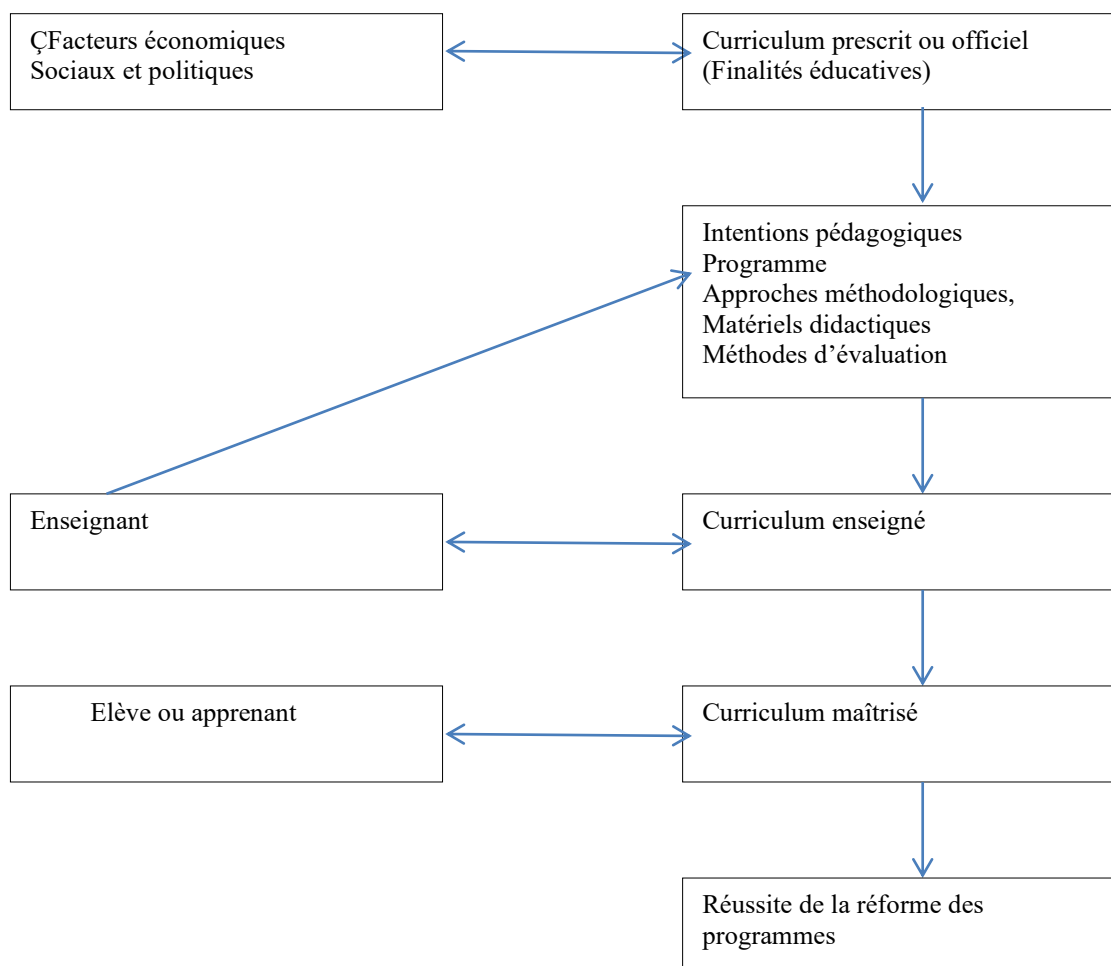 ÇFacteurs économiques
Sociaux et politiques
Curriculum prescrit ou officiel
(Finalités éducatives)
Intentions pédagogiques
Programme
Approches méthodologiques,
Matériels didactiques
Méthodes d’évaluation
Enseignant
Curriculum enseigné
Elève ou apprenant
Curriculum maîtrisé
Réussite de la réforme des
programmes